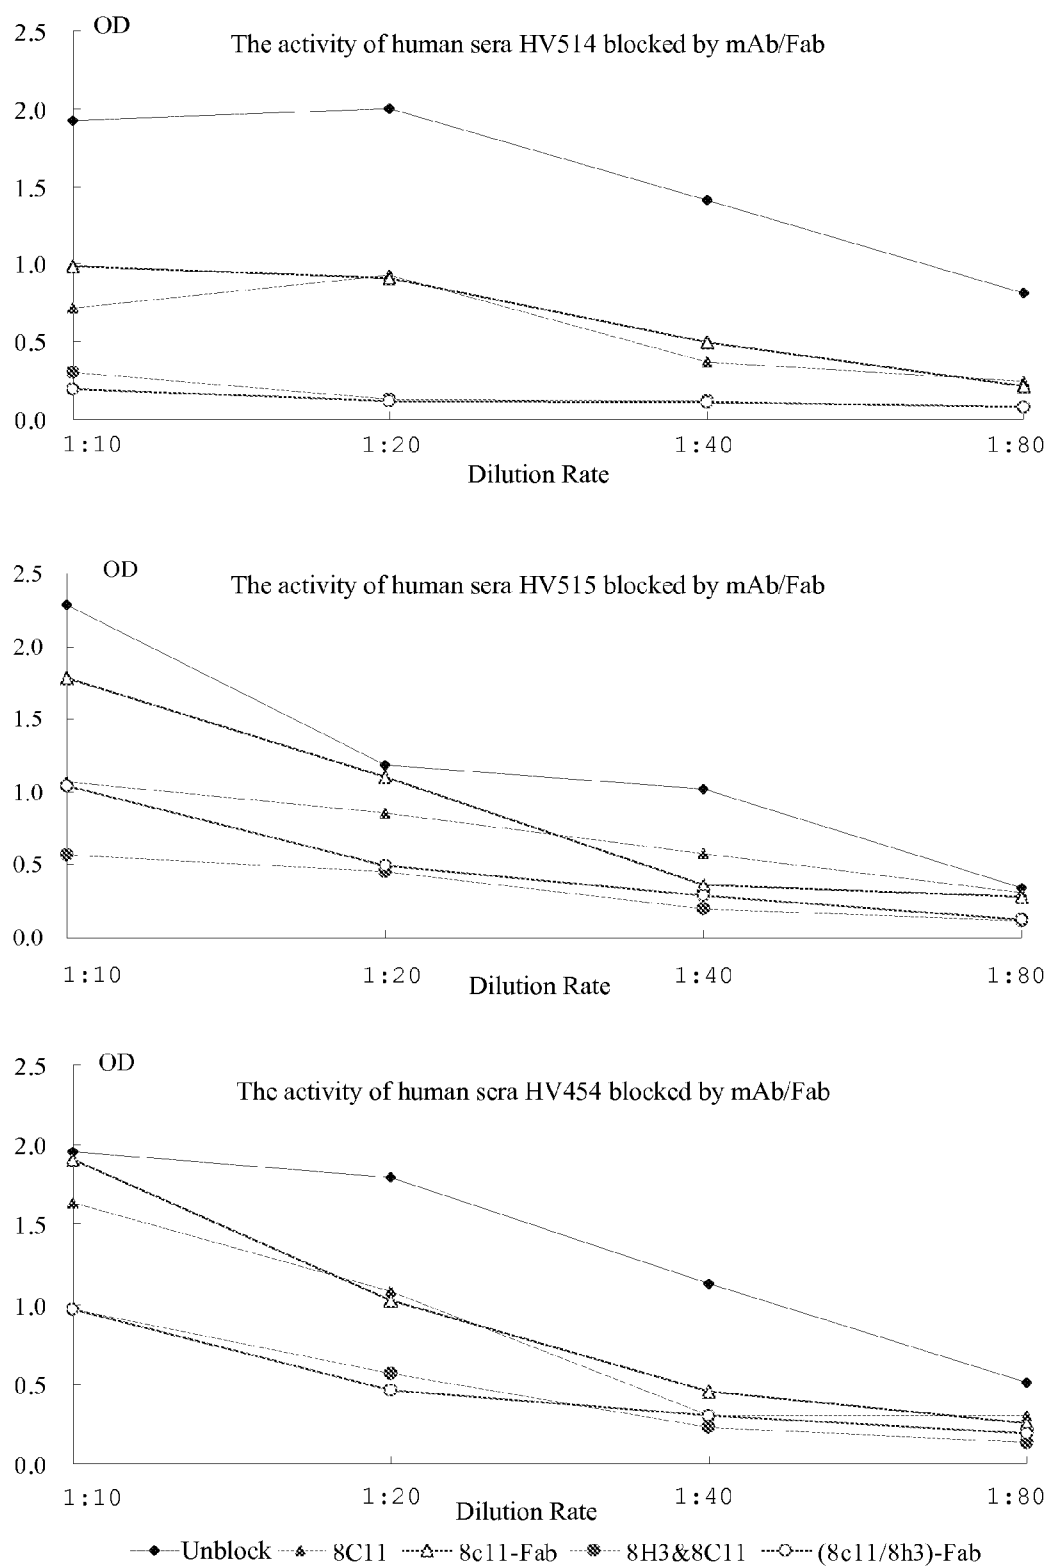 OD
The activity of human sera HV514 blocked by mAb/Fab
2.5
2.0
1.5
1.0
0.5
0.0
1:10 1:20 1:40 1:80
Dilution Rate
OD
The activity of human sera HV515 blocked by mAb/Fab
2.5
2.0
1.5
1.0
0.5
0.0
1:10 1:20 1:40 1:80
Dilution Rate
OD
The activity of human sera HV454 blocked by mAb/Fab
2.5
2.0
1.5
1.0
0.5
0.0
1:10 1:20 1:40 1:80
Dilution Rate
Unblock 8C11 8c11-Fab 8H3&8C11 (8c11/8h3)-Fab